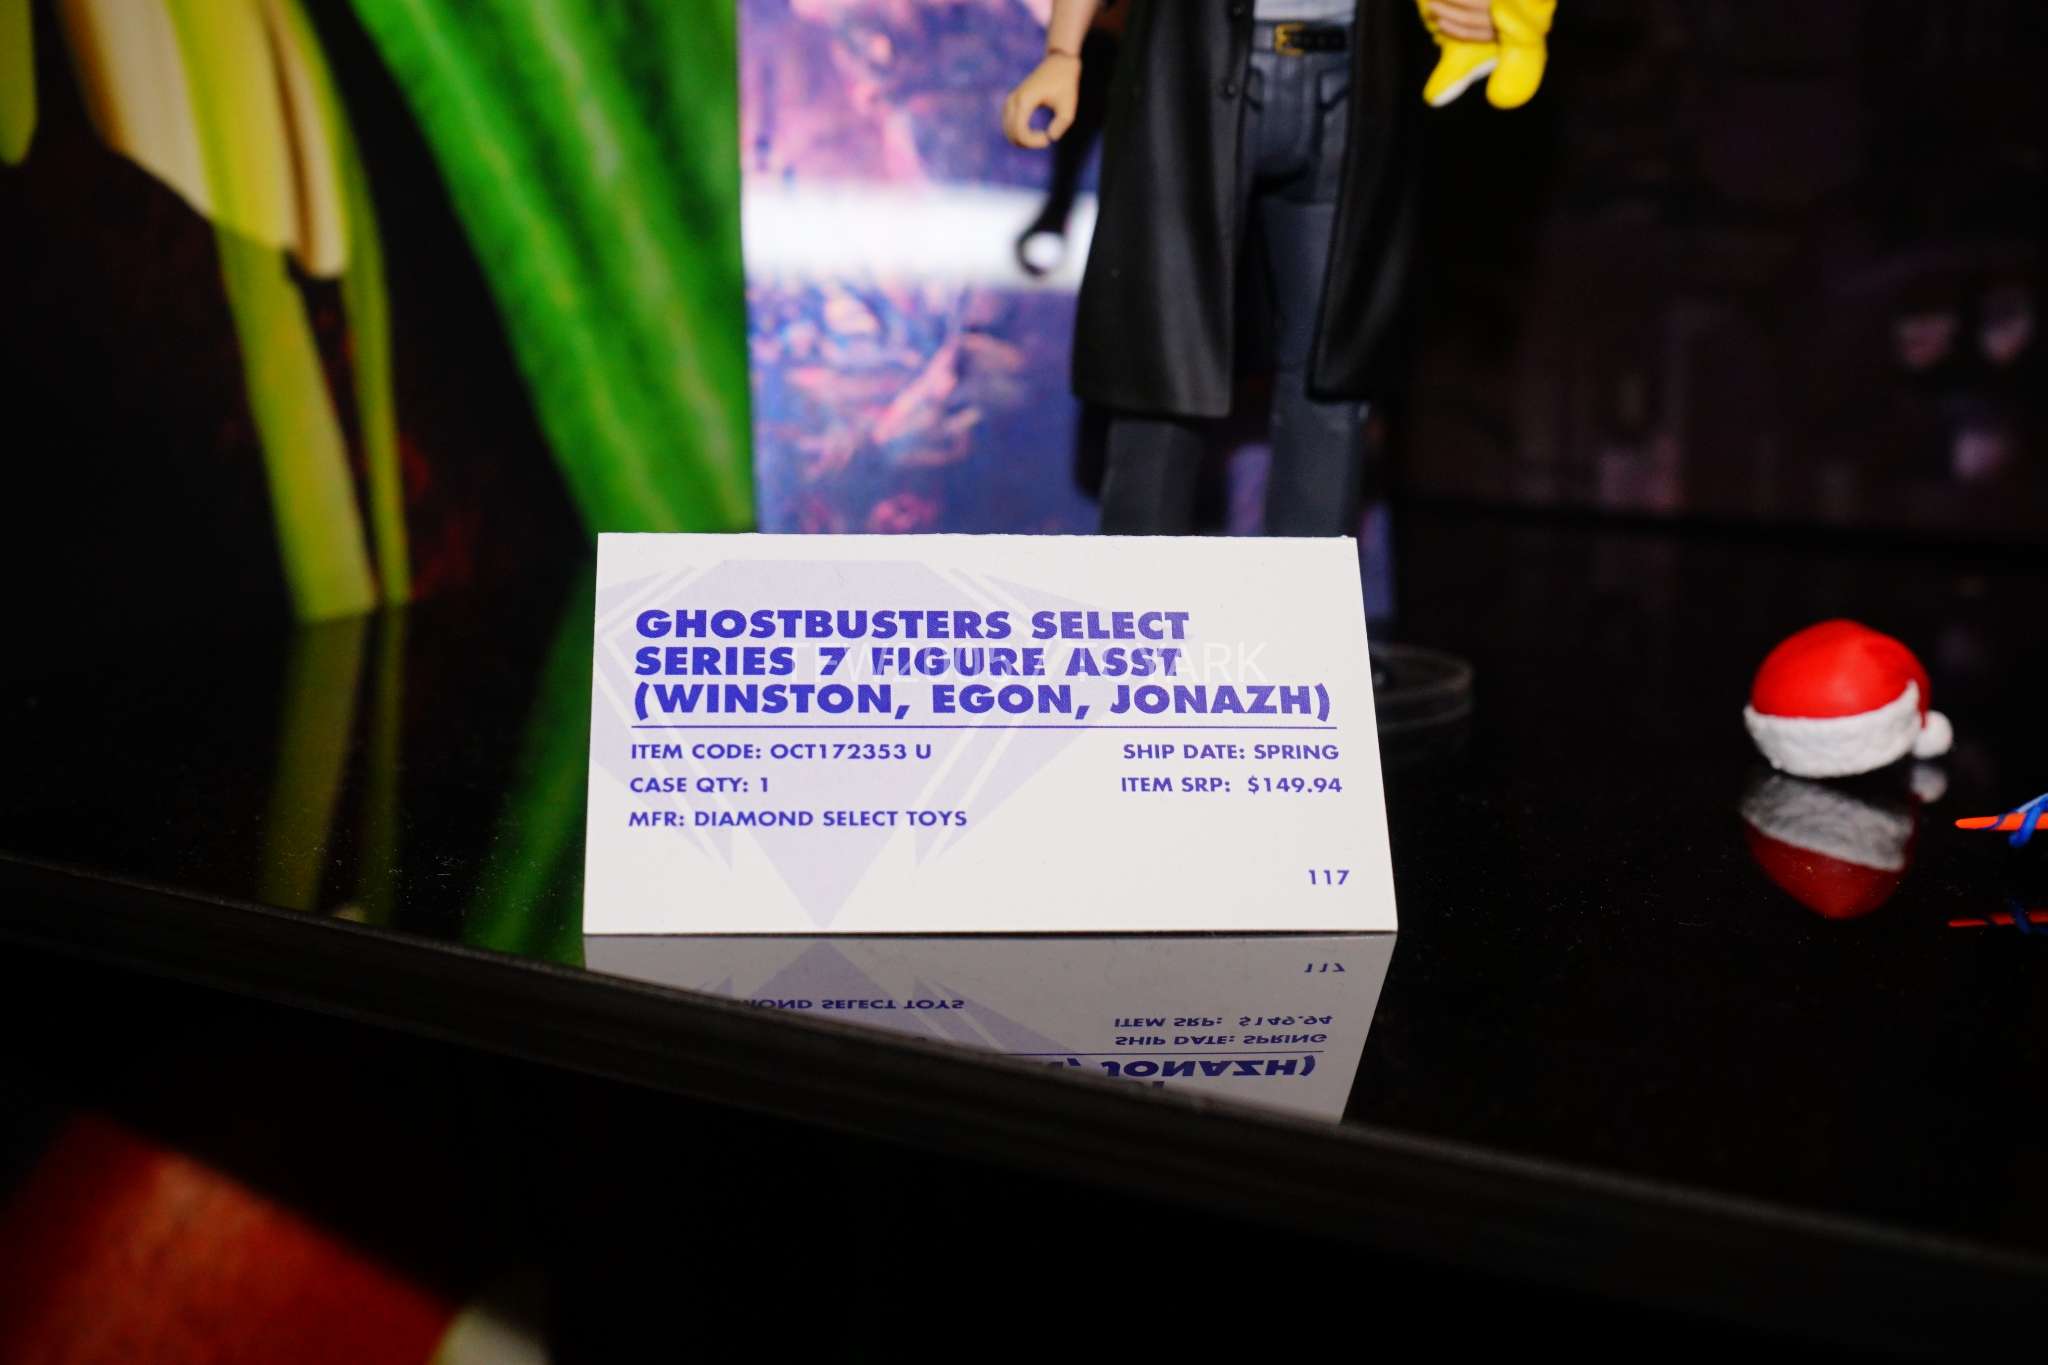 GHOSTBUSTERS SELECT
SERIES 7 FIGURE ASST
(WINSTON, EGON, JONAZH)
ITEM CODE: OCT172353 U
SHIP DATE: SPRING
CASE QTY: 1
ITEM SRP: $149.94
MFR: DIAMOND SELECT TOYS
117